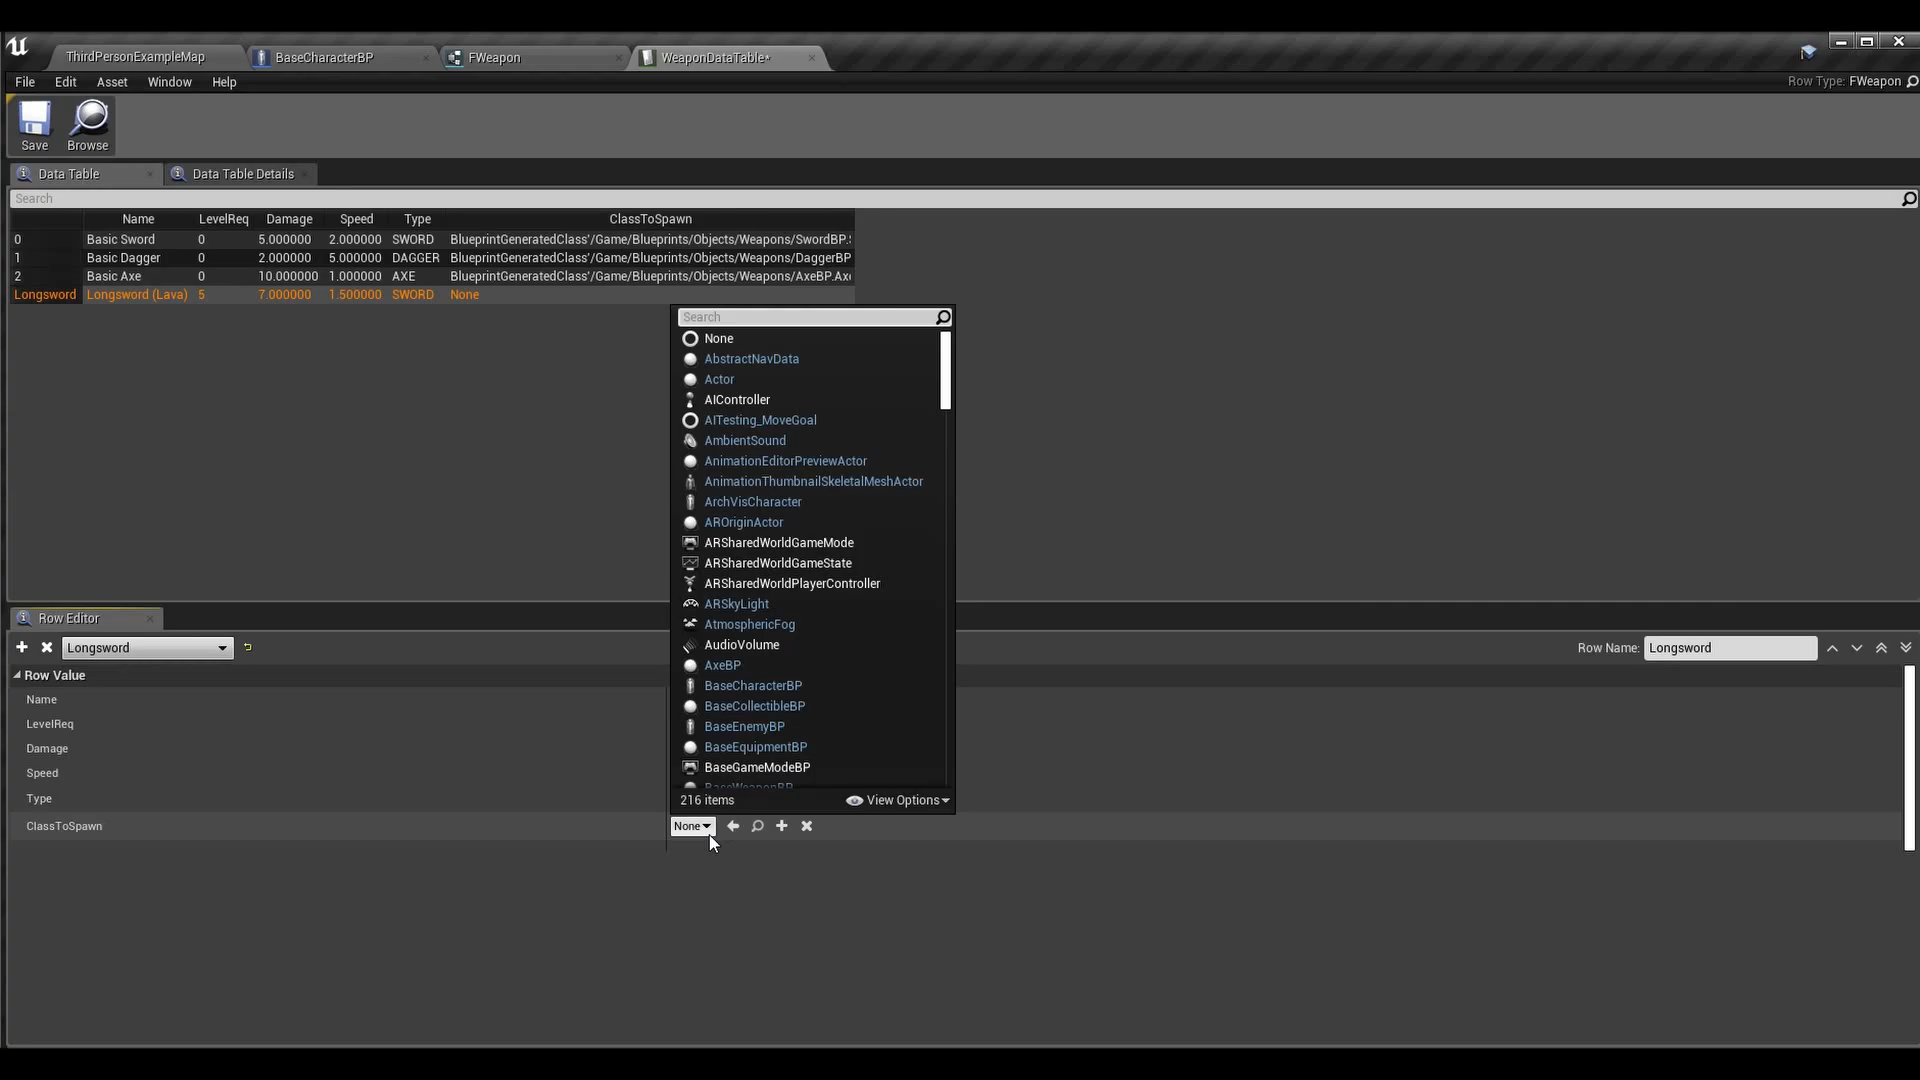 ThirdPersonExampleMap BaseCharacterBP FWeapon WeaponDataTable*
File Edit Asset Window Help Row Type: FWeapon
Save Browse
Data Table Data Table Details
Search
Name LevelReq Damage Speed Type ClassToSpawn
0 Basic Sword 0 5.000000 2.000000 SWORD BlueprintGeneratedClass'/Game/Blueprints/Objects/Weapons/SwordBP.
1 Basic Dagger 0 2.000000 5.000000 DAGGER BlueprintGeneratedClass'/Game/Blueprints/Objects/Weapons/DaggerBP
2 Basic Axe 0 10.000000 1.000000 AXE BlueprintGeneratedClass'/Game/Blueprints/Objects/Weapons/AxeBP.Ax
Longsword Longsword (Lava) 5 7.000000 1.500000 SWORD None
Search
None
AbstractNavData
Actor
AIController
AITesting_MoveGoal
AmbientSound
AnimationEditorPreviewActor
AnimationThumbnailSkeletalMeshActor
ArchVisCharacter
AROriginActor
ARSharedWorldGameMode
ARSharedWorldGameState
ARSharedWorldPlayerController
ARSkyLight
AtmosphericFog
AudioVolume
AxeBP
BaseCharacterBP
BaseCollectibleBP
BaseEnemyBP
BaseEquipmentBP
BaseGameModeBP
BaseWeaponBP
216 items View Options
Row Editor
Longsword Row Name: Longsword
Row Value
Name
LevelReq
Damage
Speed
Type
ClassToSpawn None